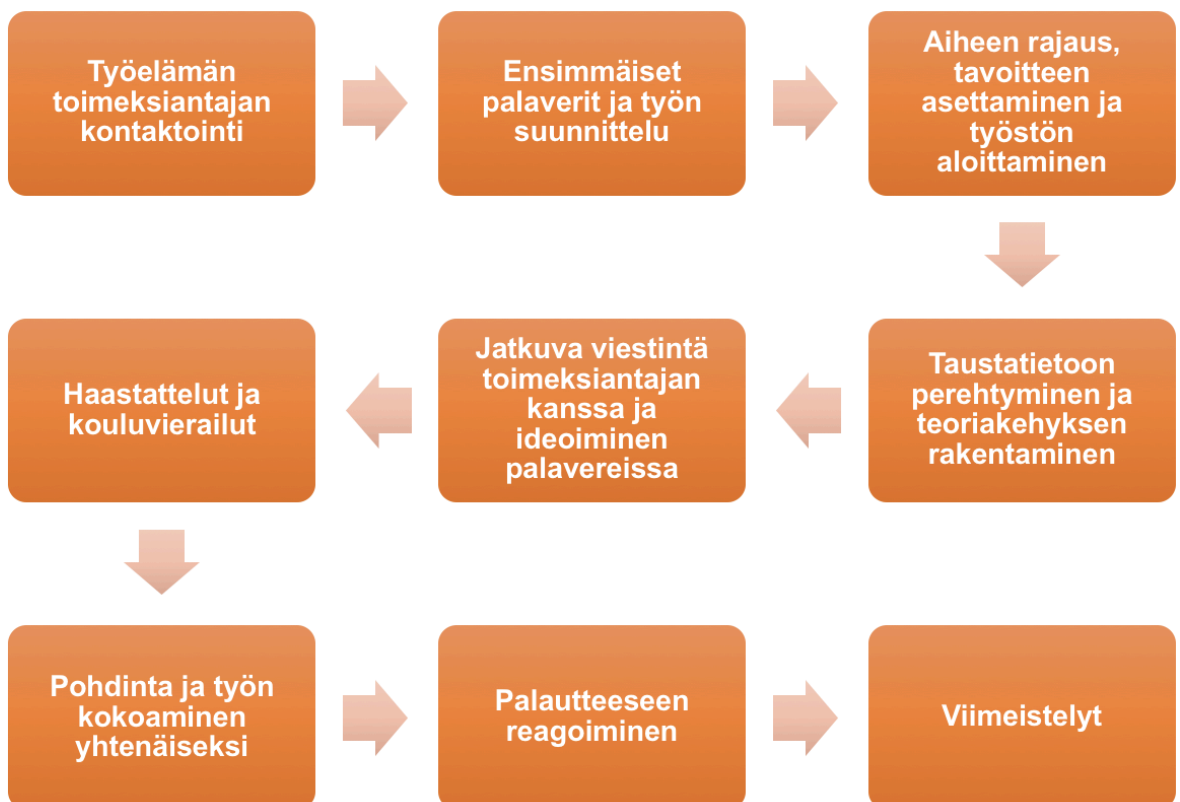 Työelämän
toimeksiantajan
kontaktointi
Ensimmäiset
palaverit ja työn
suunnittelu
Aiheen rajaus,
tavoitteen
asettaminen ja
työstön
aloittaminen
Taustatietoon
perehtyminen ja
teoriakehyksen
rakentaminen
Jatkuva viestintä
toimeksiantajan
kanssa ja
ideoiminen
palavereissa
Haastattelut ja
kouluvierailut
Pohdinta ja työn
kokoaminen
yhtenäiseksi
Palautteeseen
reagoiminen
Viimeistelyt